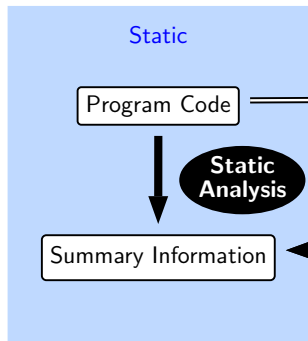 Static
Program Code
Static
Analysis
Summary Information